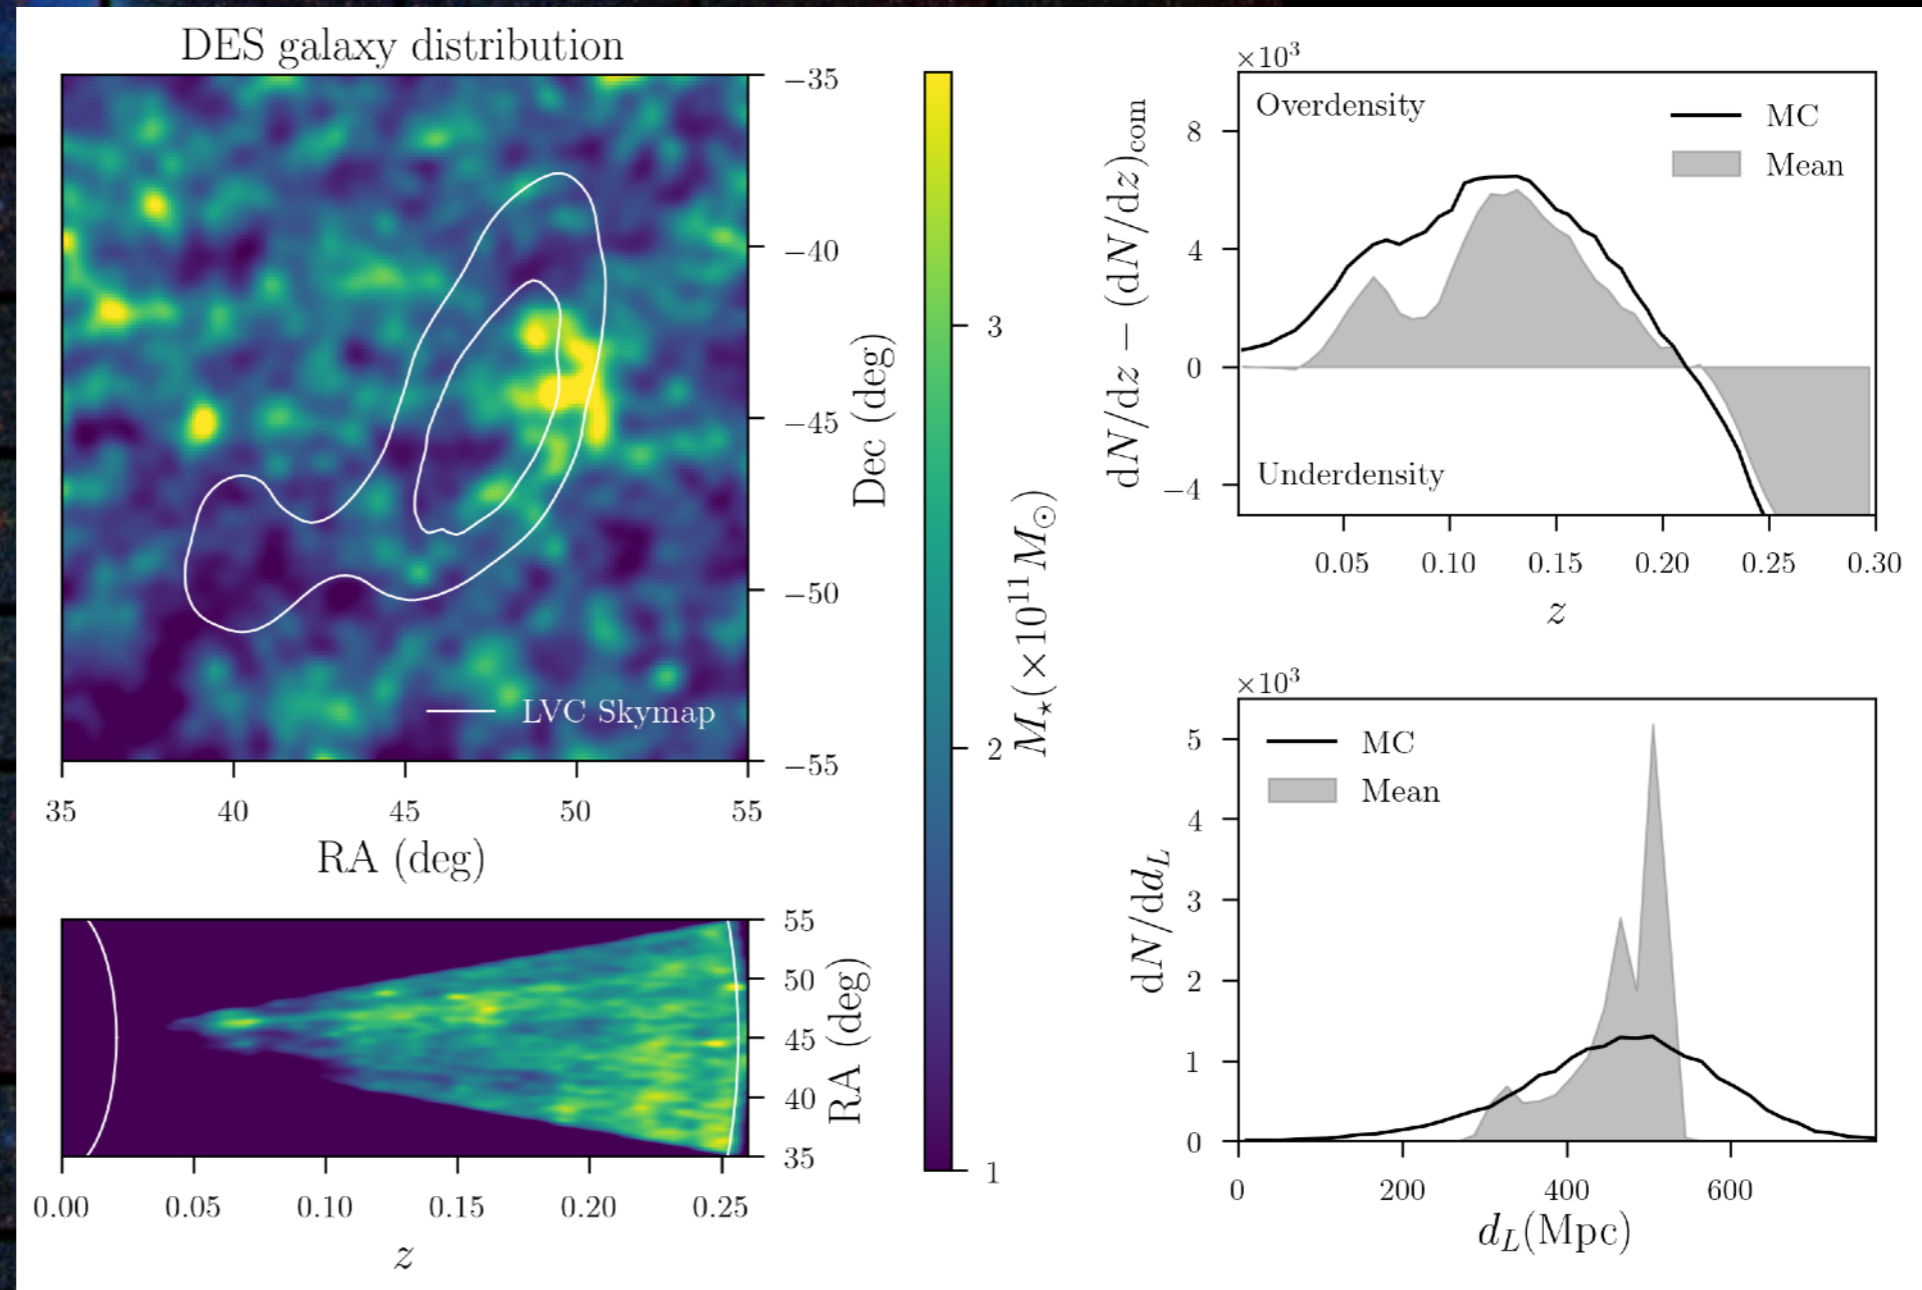 DES galaxy distribution
−35
−40
−45
−50
−55
Dec (deg)
LVC Skymap
35 40 45 50 55
RA (deg)
3
2
1
M⋆(×10¹¹M⊙)
55
50
45
40
35
RA (deg)
0.00 0.05 0.10 0.15 0.20 0.25
z
×10³
Overdensity
MC
Mean
8
4
0
−4
dN/dz − (dN/dz)com
Underdensity
0.05 0.10 0.15 0.20 0.25 0.30
z
×10³
MC
Mean
5
4
3
2
1
0
dN/ddL
0 200 400 600
dL(Mpc)